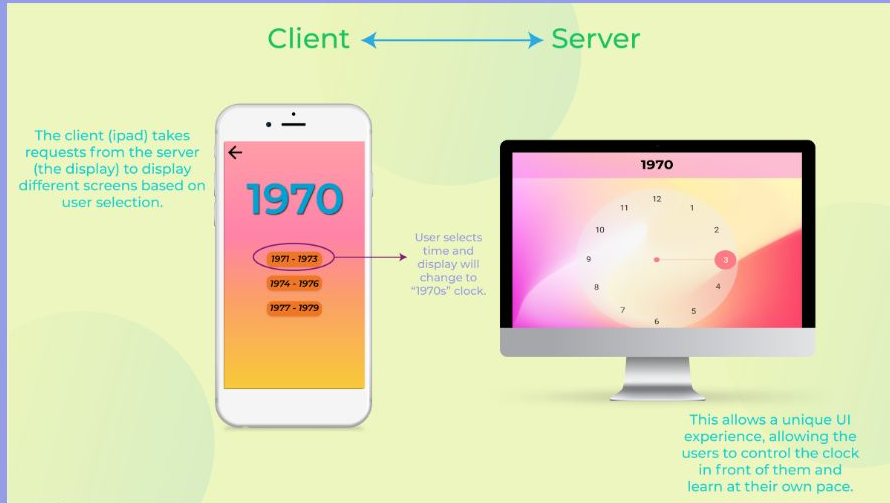 Client
Server
The client (ipad) takes
requests from the server
(the display) to display
different screens based on
user selection.
1970
1971 - 1973
1974 - 1976
1977 - 1979
User selects
time and
display will
change to
“1970s” clock.
1970
12
1
2
3
4
5
6
7
8
9
10
11
This allows a unique UI
experience, allowing the
users to control the clock
in front of them and
learn at their own pace.